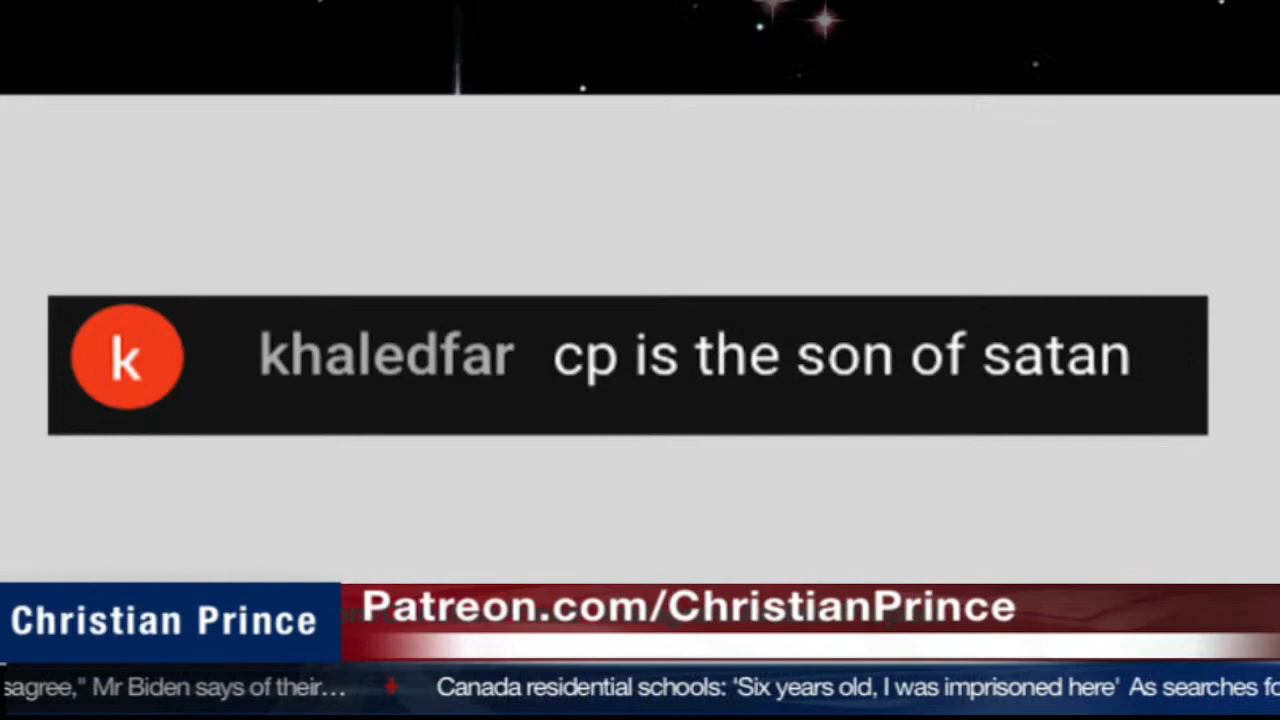 k khaledfar cp is the son of satan
Christian Prince
Patreon.com/ChristianPrince
sagree," Mr Biden says of their... Canada residential schools: 'Six years old, I was imprisoned here' As searches fo